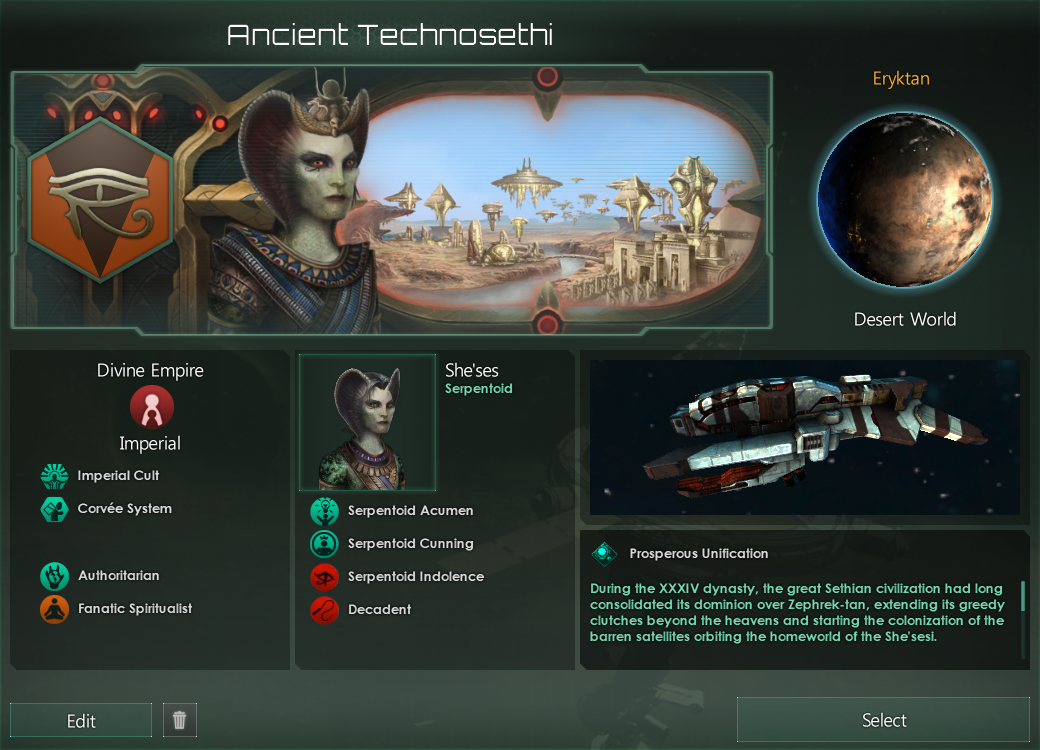 Ancient Technosethi
Eryktan
Desert World
Divine Empire
Imperial
Imperial Cult
Corvée System
Authoritarian
Fanatic Spiritualist
She'ses
Serpentoid
Serpentoid Acumen
Serpentoid Cunning
Serpentoid Indolence
Decadent
Prosperous Unification
During the XXXIV dynasty, the great Sethian civilization had long
consolidated its dominion over Zephrek-tan, extending its greedy
clutches beyond the heavens and starting the colonization of the
barren satellites orbiting the homeworld of the She'sesi.
Edit
Select